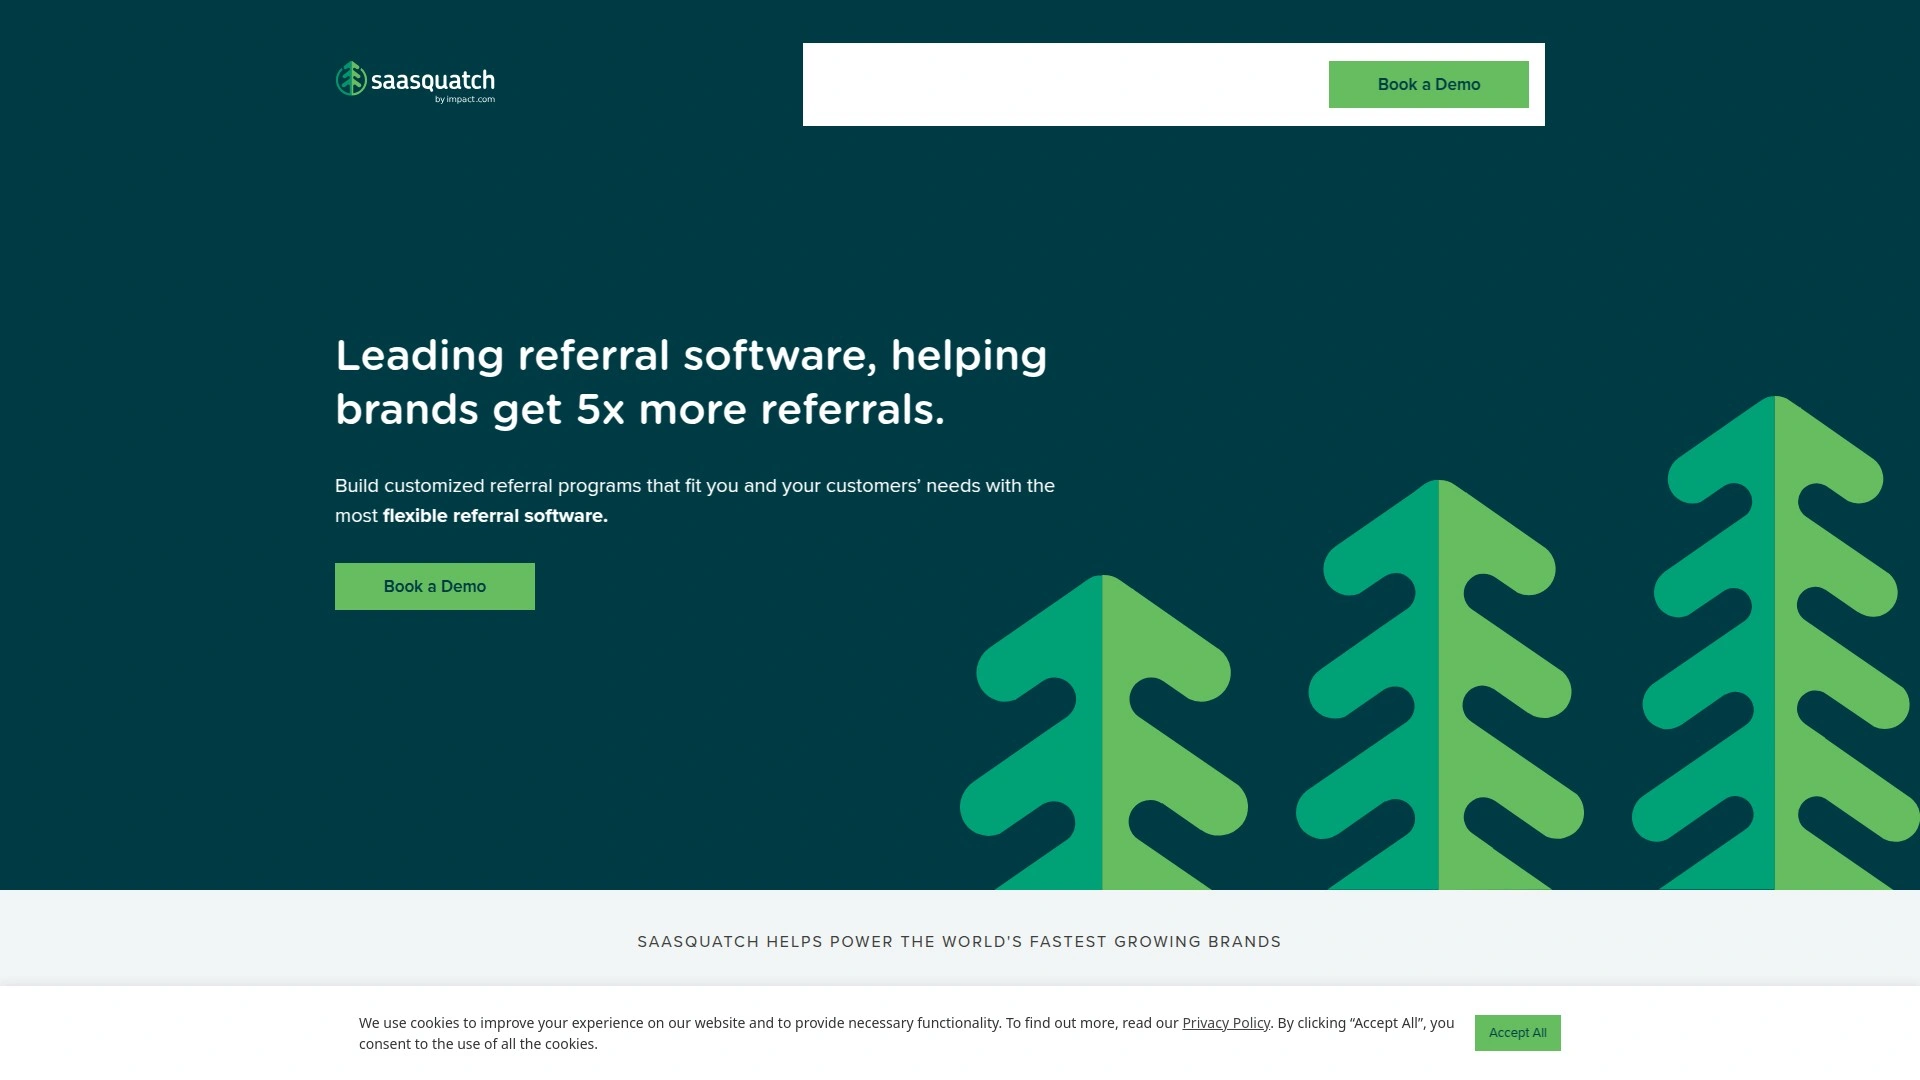 saasquatch
by impact.com
Book a Demo
Leading referral software, helping
brands get 5x more referrals.
Build customized referral programs that fit you and your customers’ needs with the
most flexible referral software.
Book a Demo
SAASQUATCH HELPS POWER THE WORLD'S FASTEST GROWING BRANDS
We use cookies to improve your experience on our website and to provide necessary functionality. To find out more, read our Privacy Policy. By clicking “Accept All”, you
consent to the use of all the cookies.
Accept All